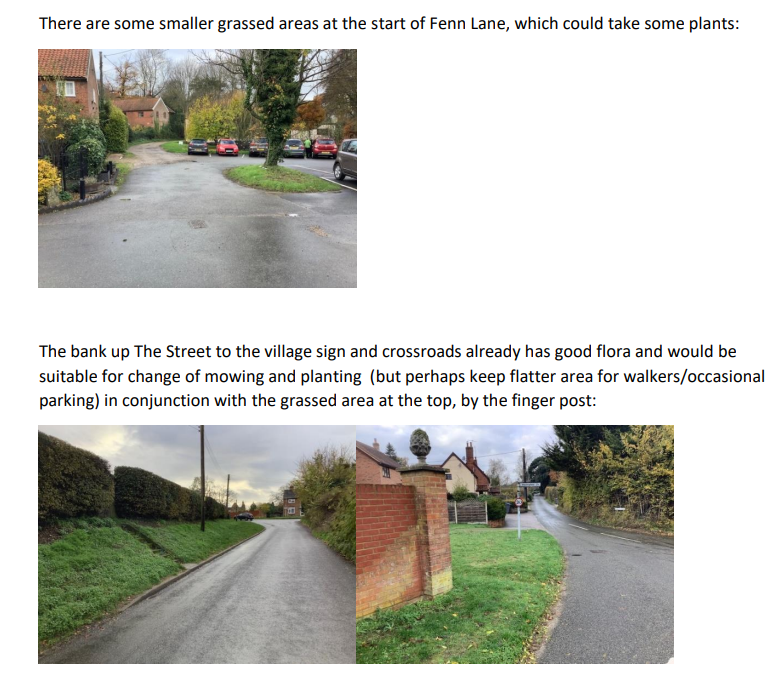 There are some smaller grassed areas at the start of Fenn Lane, which could take some plants:
The bank up The Street to the village sign and crossroads already has good flora and would be
suitable for change of mowing and planting  (but perhaps keep flatter area for walkers/occasional
parking) in conjunction with the grassed area at the top, by the finger post: